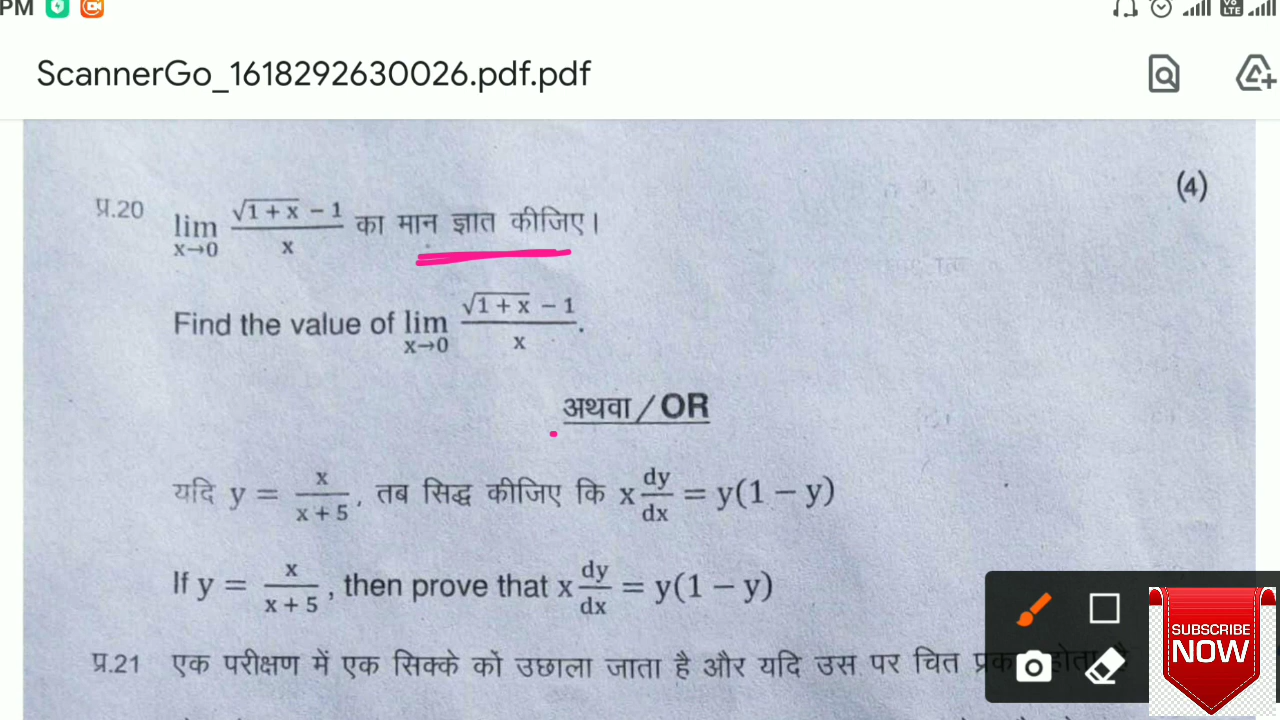 PM
VO LTE
ScannerGo_1618292630026.pdf.pdf
(4)
प्र.20 lim x→0 √1 + x − 1 / x का मान ज्ञात कीजिए।
Find the value of lim x→0 √1 + x − 1 / x .
अथवा / OR
यदि y = x / x + 5 , तब सिद्ध कीजिए कि x dy/dx = y(1 − y)
If y = x / x + 5 , then prove that x dy/dx = y(1 − y)
प्र.21 एक परीक्षण में एक सिक्के को उछाला जाता है और यदि उस पर चित होता है
SUBSCRIBE
NOW